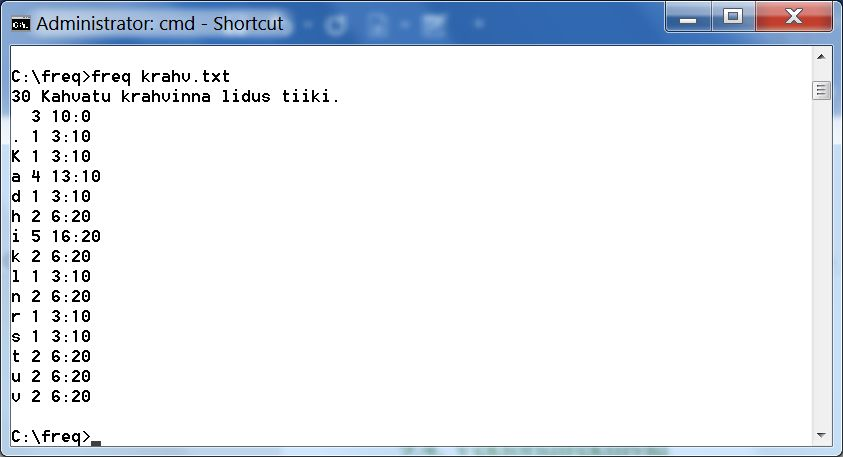 Administrator: cmd - Shortcut
C:\freq>freq krahv.txt
30 Kahvatu krahvinna lidus tiiki.
  3 10:0
. 1 3:10
K 1 3:10
a 4 13:10
d 1 3:10
h 2 6:20
i 5 16:20
k 2 6:20
l 1 3:10
n 2 6:20
r 1 3:10
s 1 3:10
t 2 6:20
u 2 6:20
v 2 6:20
C:\freq>